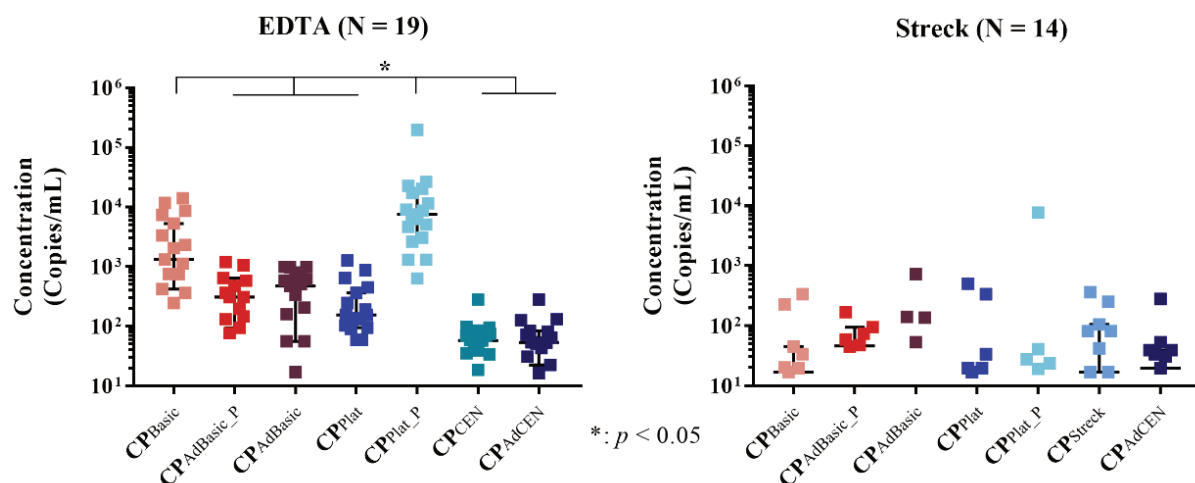 EDTA (N = 19)
*
Concentration
(Copies/mL)
10⁶
10⁵
10⁴
10³
10²
10¹
CPBasic
CPAdBasic_P
CPAdBasic
CPPlat
CPPlat_P
CPCEN
CPAdCEN
*: p < 0.05
Streck (N = 14)
Concentration
(Copies/mL)
10⁶
10⁵
10⁴
10³
10²
10¹
CPBasic
CPAdBasic_P
CPAdBasic
CPPlat
CPPlat_P
CPStreck
CPAdCEN